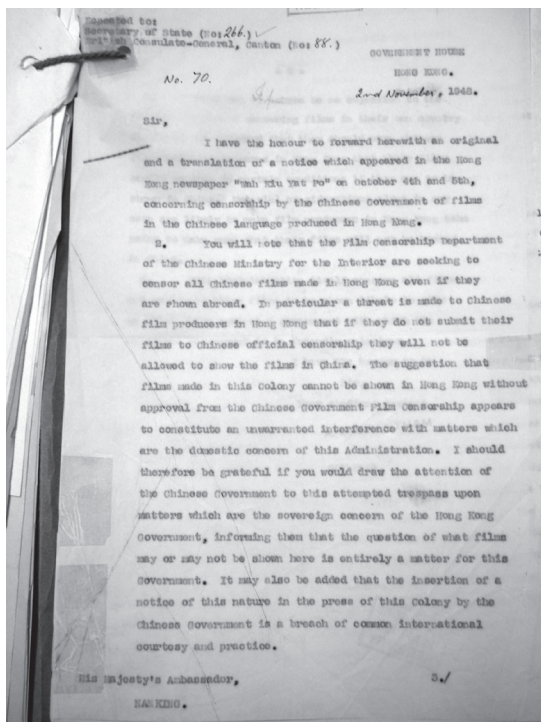 Repeated to:
Secretary of State (No: 266.)
British Consulate-General, Canton (No: 88.)
GOVERNMENT HOUSE
HONG KONG.
No. 70.
2nd November, 1948.
Sir,
I have the honour to forward herewith an original
and a translation of a notice which appeared in the Hong
Kong newspaper "Wah Kiu Yat Po" on October 4th and 5th,
concerning censorship by the Chinese Government of films
in the Chinese language produced in Hong Kong.
2. You will note that the Film Censorship Department
of the Chinese Ministry for the Interior are seeking to
censor all Chinese films made in Hong Kong even if they
are shown abroad. In particular a threat is made to Chinese
film producers in Hong Kong that if they do not submit their
films to Chinese official censorship they will not be
allowed to show the films in China. The suggestion that
films made in this Colony cannot be shown in Hong Kong without
approval from the Chinese Government Film Censorship appears
to constitute an unwarranted interference with matters which
are the domestic concern of this Administration. I should
therefore be grateful if you would draw the attention of
the Chinese Government to this attempted trespass upon
matters which are the sovereign concern of the Hong Kong
Government, informing them that the question of what films
may or may not be shown here is entirely a matter for this
Government. It may also be added that the insertion of a
notice of this nature in the press of this Colony by the
Chinese Government is a breach of common international
courtesy and practice.
His Majesty's Ambassador,
3./
NANKING.